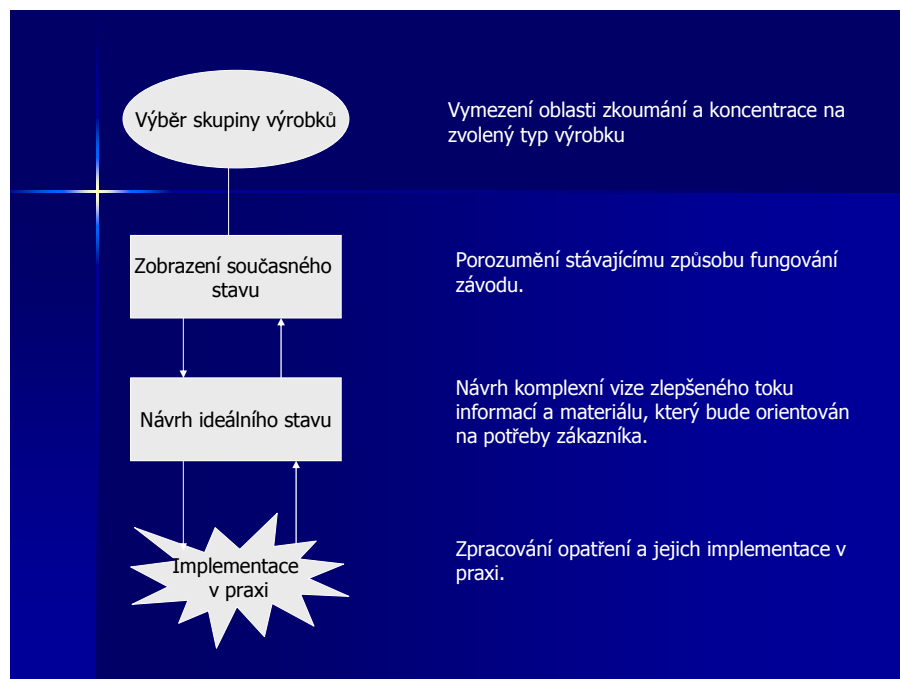 Výběr skupiny výrobků
Vymezení oblasti zkoumání a koncentrace na
zvolený typ výrobku
Zobrazení současného
stavu
Porozumění stávajícímu způsobu fungování
závodu.
Návrh ideálního stavu
Návrh komplexní vize zlepšeného toku
informací a materiálu, který bude orientován
na potřeby zákazníka.
Implementace
v praxi
Zpracování opatření a jejich implementace v
praxi.